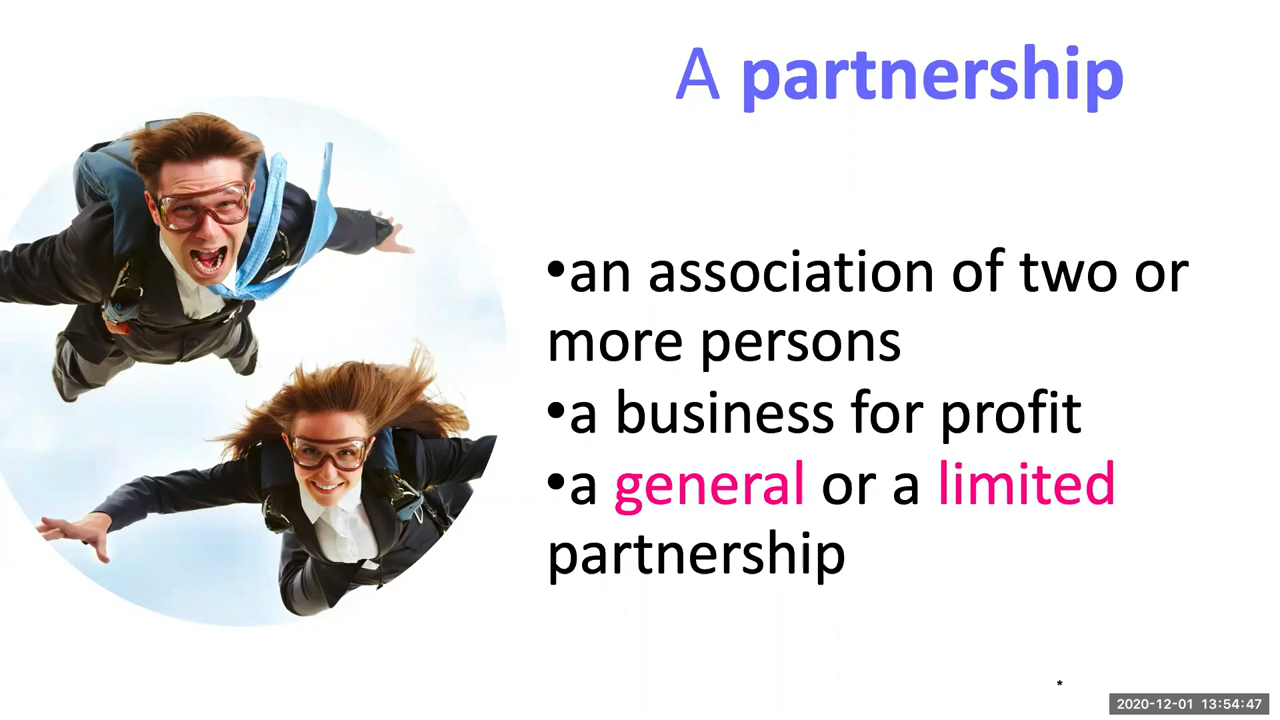 A partnership
•an association of two or
more persons
•a business for profit
•a general or a limited
partnership
*
2020-12-01 13:54:47